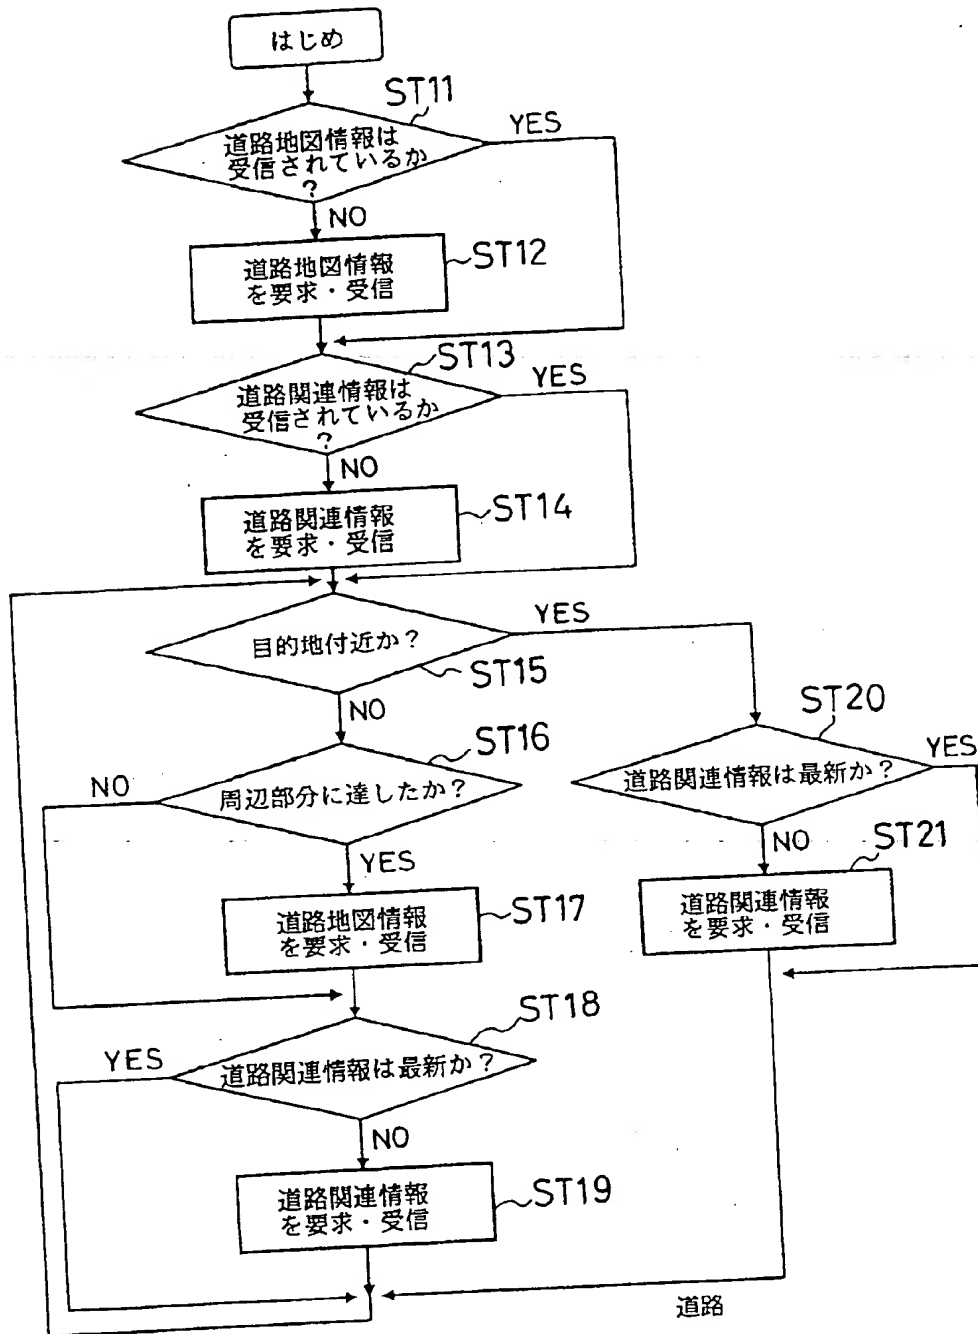 はじめ
ST11
道路地図情報は
受信されているか
?
YES
NO
道路地図情報
を要求・受信
ST12
ST13
道路関連情報は
受信されているか
?
YES
NO
道路関連情報
を要求・受信
ST14
目的地付近か?
YES
ST15
NO
ST16
周辺部分に達したか?
NO
YES
ST20
道路関連情報は最新か?
YES
NO
ST21
道路関連情報
を要求・受信
道路地図情報
を要求・受信
ST17
ST18
道路関連情報は最新か?
YES
NO
道路関連情報
を要求・受信
ST19
道路